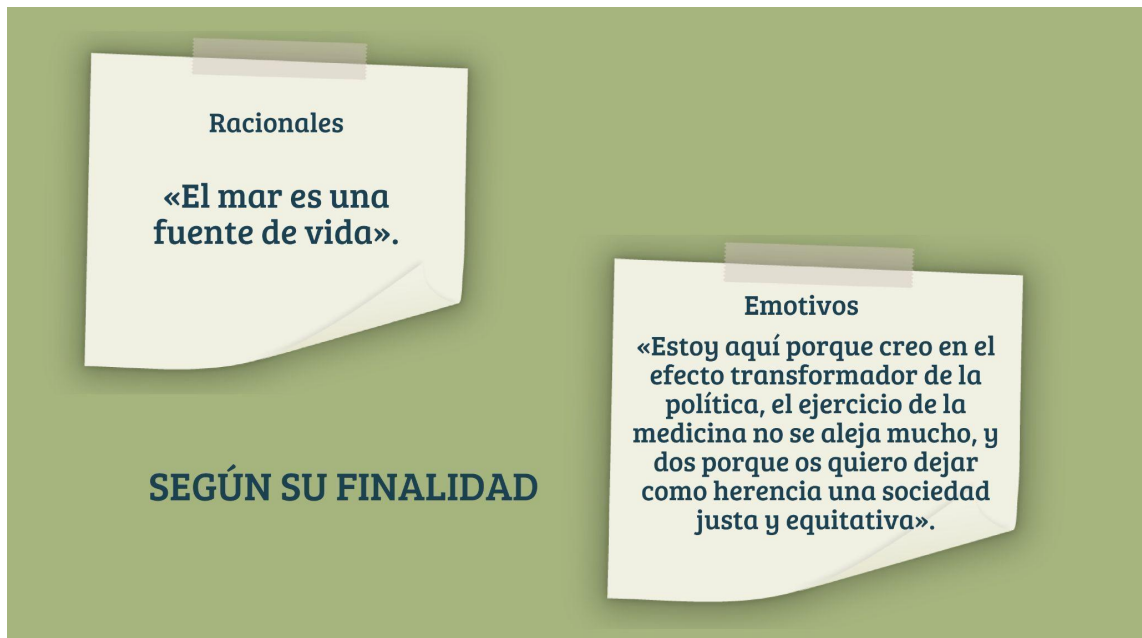 Racionales
«El mar es una
fuente de vida».
Emotivos
«Estoy aquí porque creo en el
efecto transformador de la
política, el ejercicio de la
medicina no se aleja mucho, y
dos porque os quiero dejar
como herencia una sociedad
justa y equitativa».
SEGÚN SU FINALIDAD